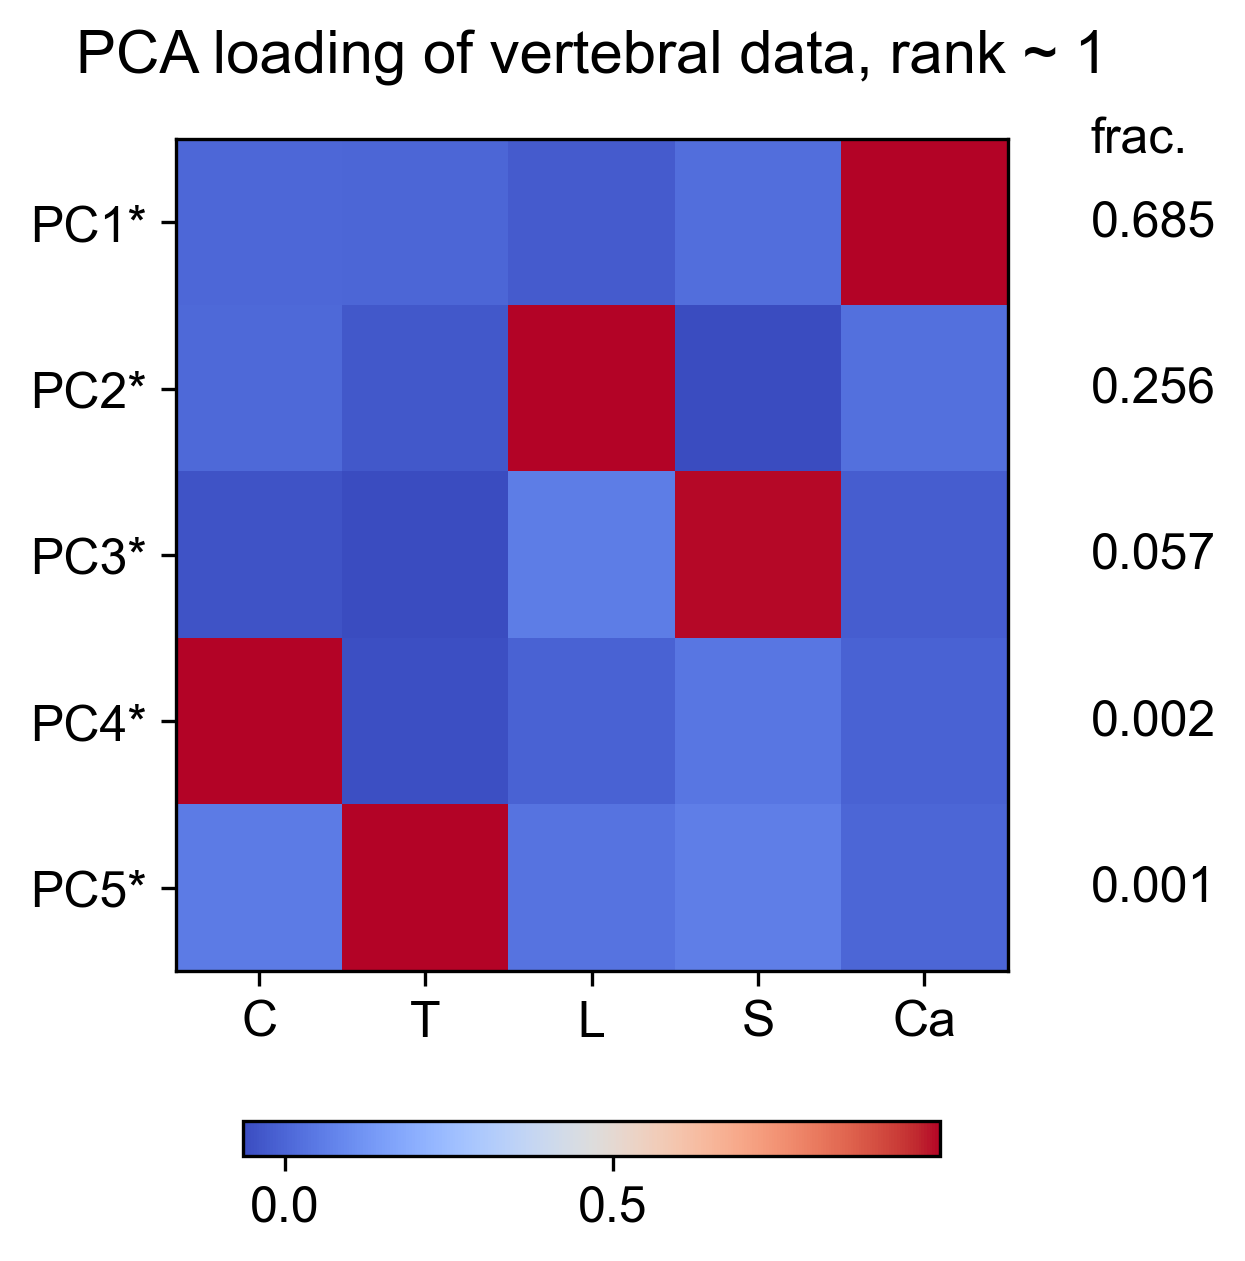 PCA loading of vertebral data, rank ~ 1
frac.
PC1* 0.685
PC2* 0.256
PC3* 0.057
PC4* 0.002
PC5* 0.001
C T L S Ca
0.0 0.5